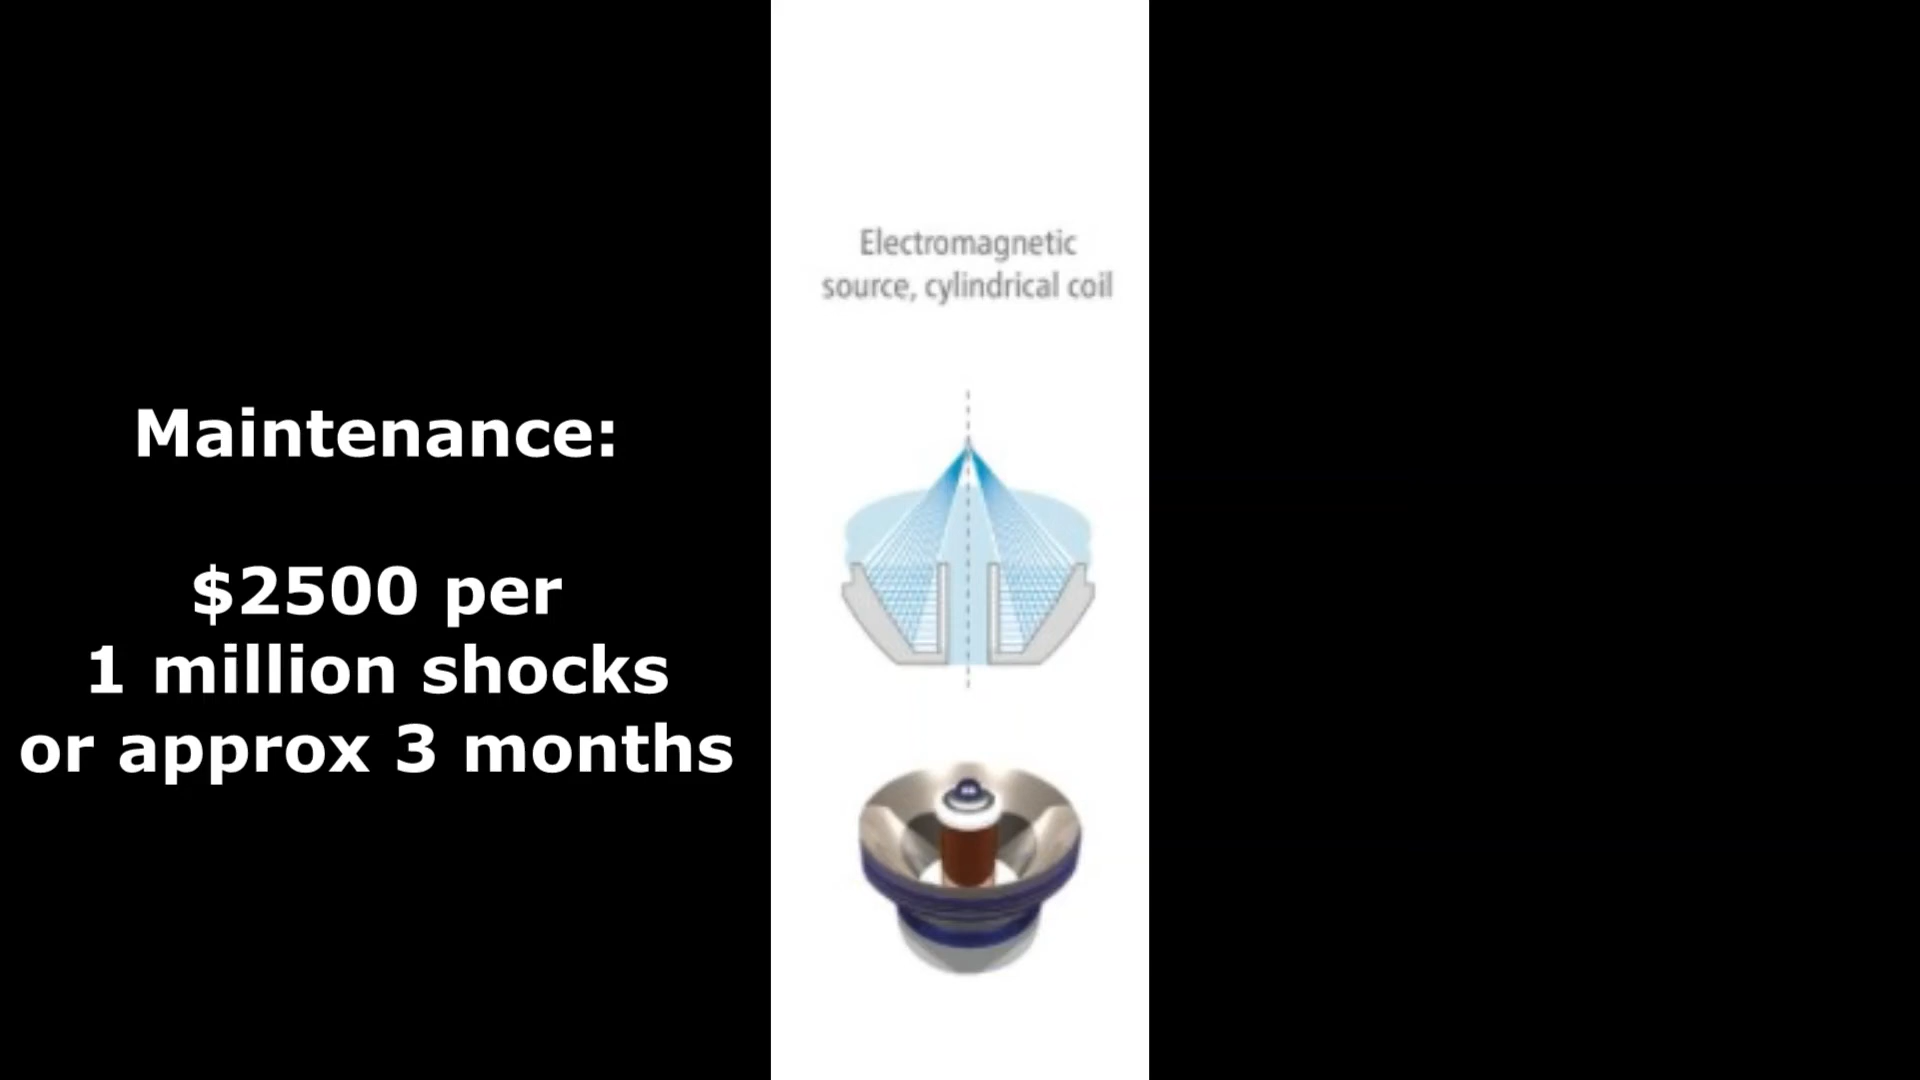 Electromagnetic
source, cylindrical coil
Maintenance:
$2500 per
1 million shocks
or approx 3 months